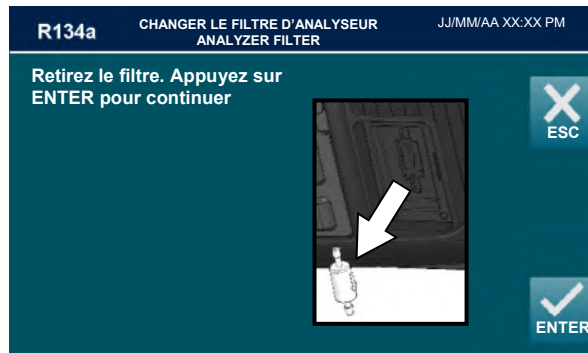 R134a
CHANGER LE FILTRE D'ANALYSEUR
ANALYZER FILTER
JJ/MM/AA XX:XX PM
Retirez le filtre. Appuyez sur
ENTER pour continuer
ESC
ENTER